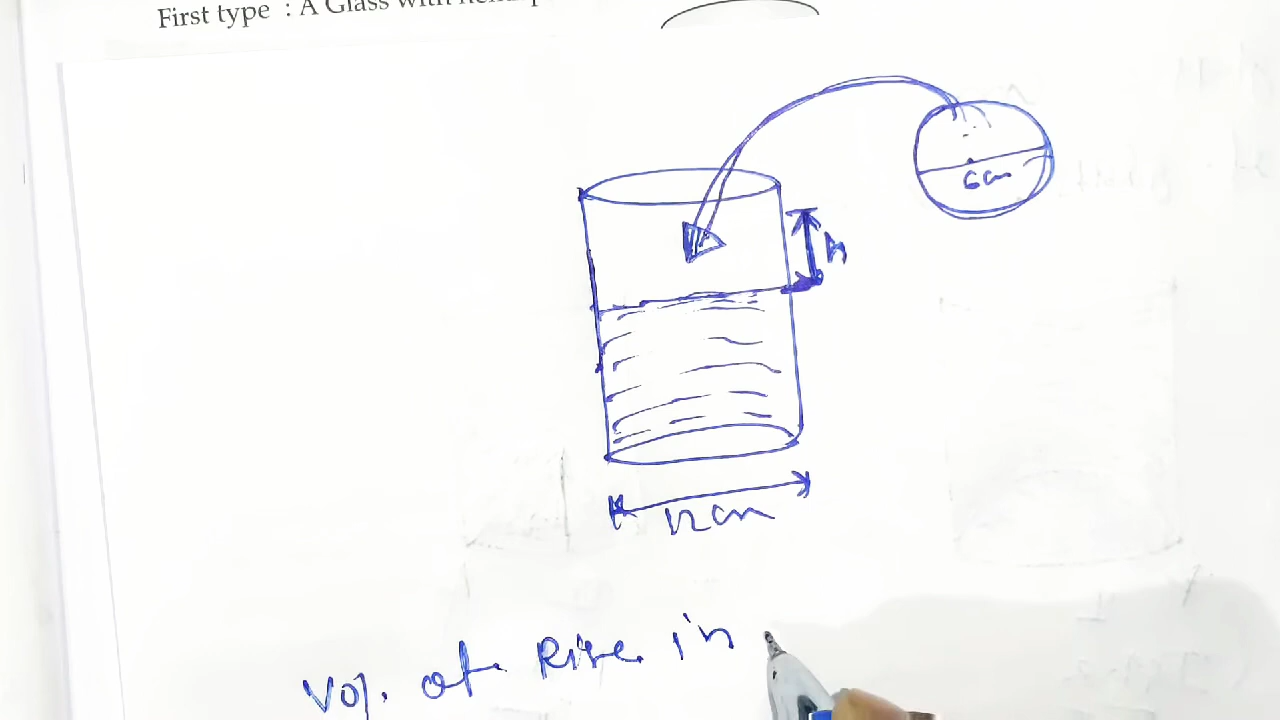 First type : A Glass with
6cm
h
12cm
Vol. of Rise in